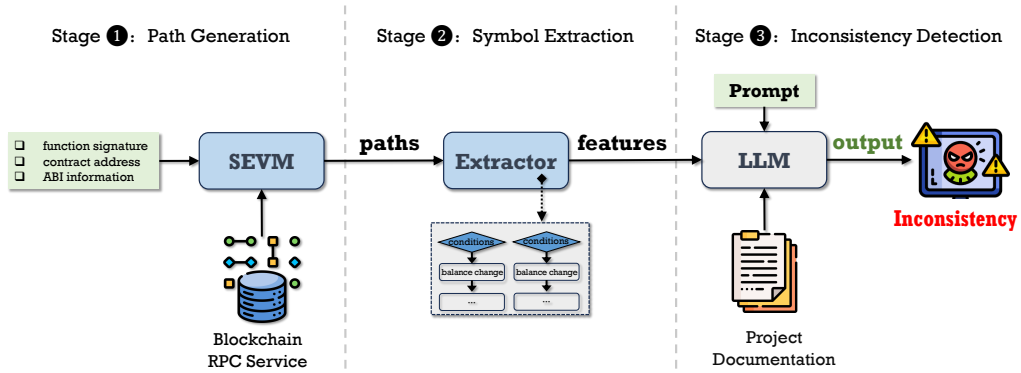 Stage ❶: Path Generation
Stage ❷: Symbol Extraction
Stage ❸: Inconsistency Detection
Prompt
❑ function signature
❑ contract address
❑ ABI information
SEVM
paths
Extractor
features
LLM
output
Inconsistency
conditions
conditions
balance change
balance change
...
...
Blockchain
RPC Service
Project
Documentation